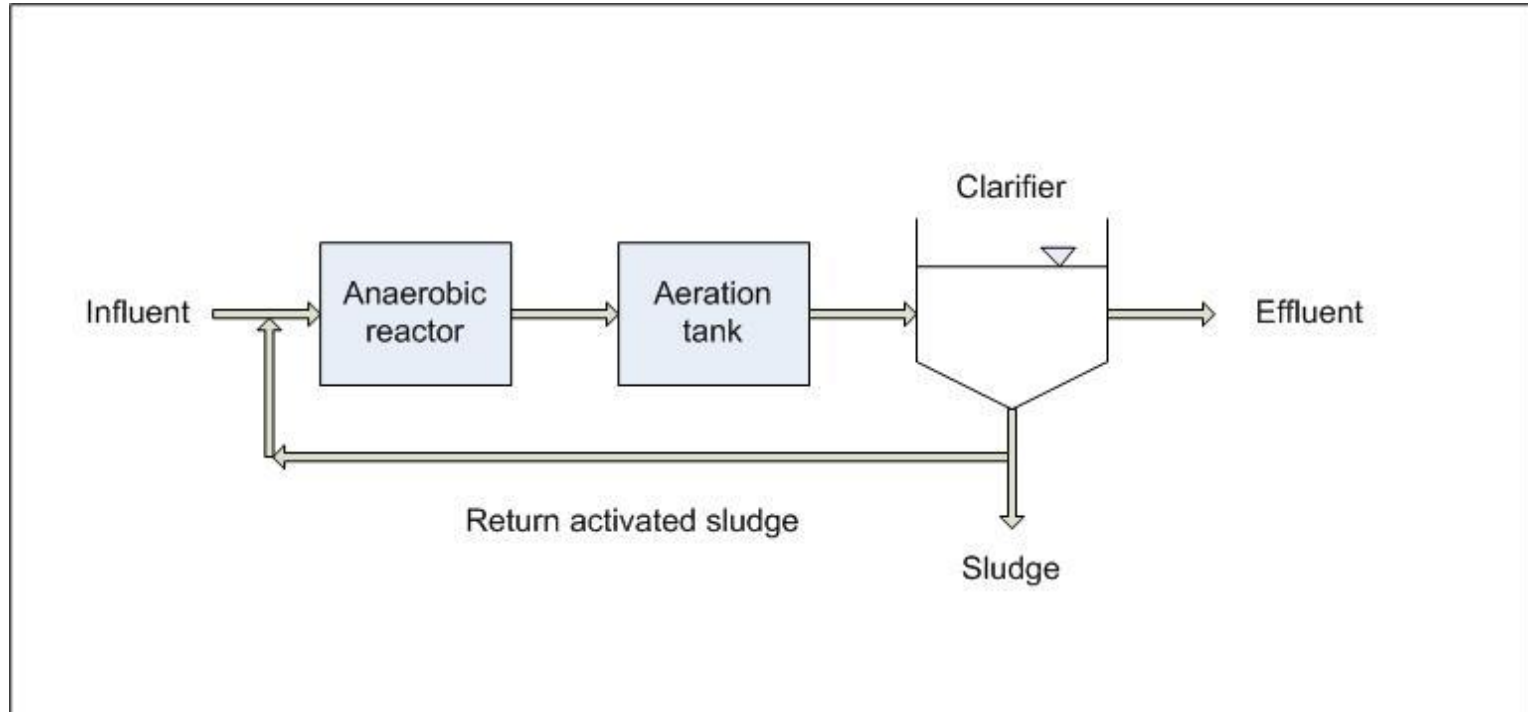 Clarifier
Influent
Anaerobic
reactor
Aeration
tank
Effluent
Return activated sludge
Sludge